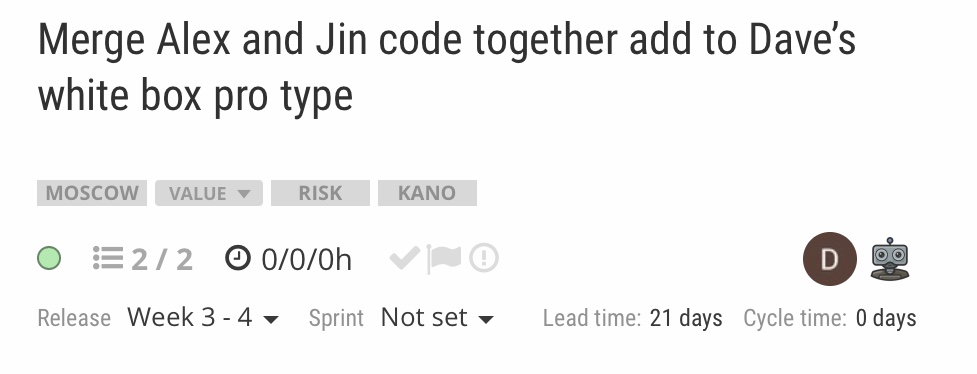 Merge Alex and Jin code together add to Dave’s
white box pro type
MOSCOW VALUE RISK KANO
2 / 2 0/0/0h D
Release Week 3 - 4 Sprint Not set Lead time: 21 days Cycle time: 0 days